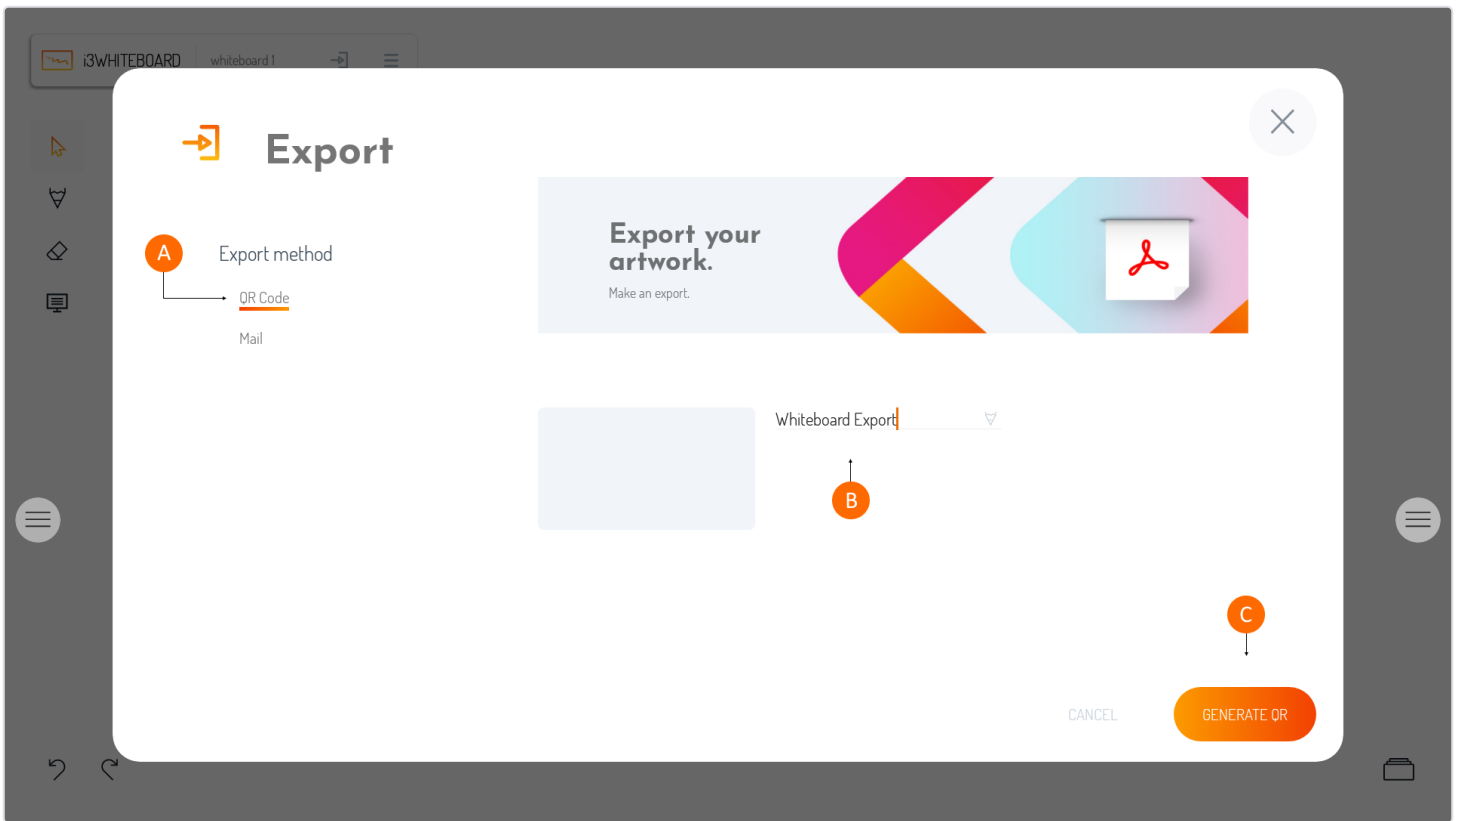 i3WHITEBOARD
whiteboard 1
Export
A
Export method
QR Code
Mail
Export your
artwork.
Make an export.
Whiteboard Export
B
C
CANCEL
GENERATE QR